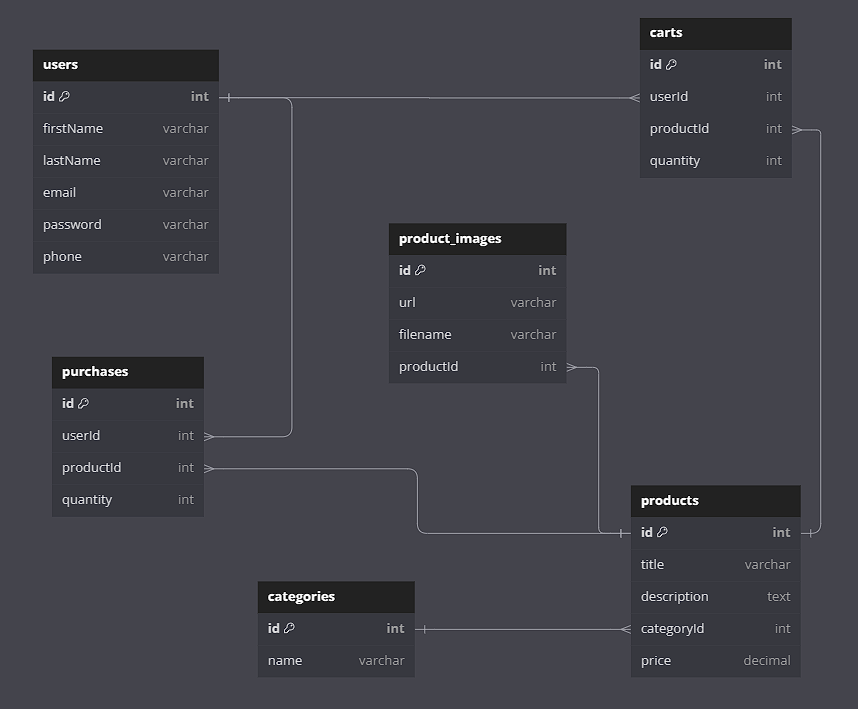 carts
id int
userId int
productId int
quantity int
users
id int
firstName varchar
lastName varchar
email varchar
password varchar
phone varchar
product_images
id int
url varchar
filename varchar
productId int
purchases
id int
userId int
productId int
quantity int
products
id int
title varchar
description text
categoryId int
price decimal
categories
id int
name varchar